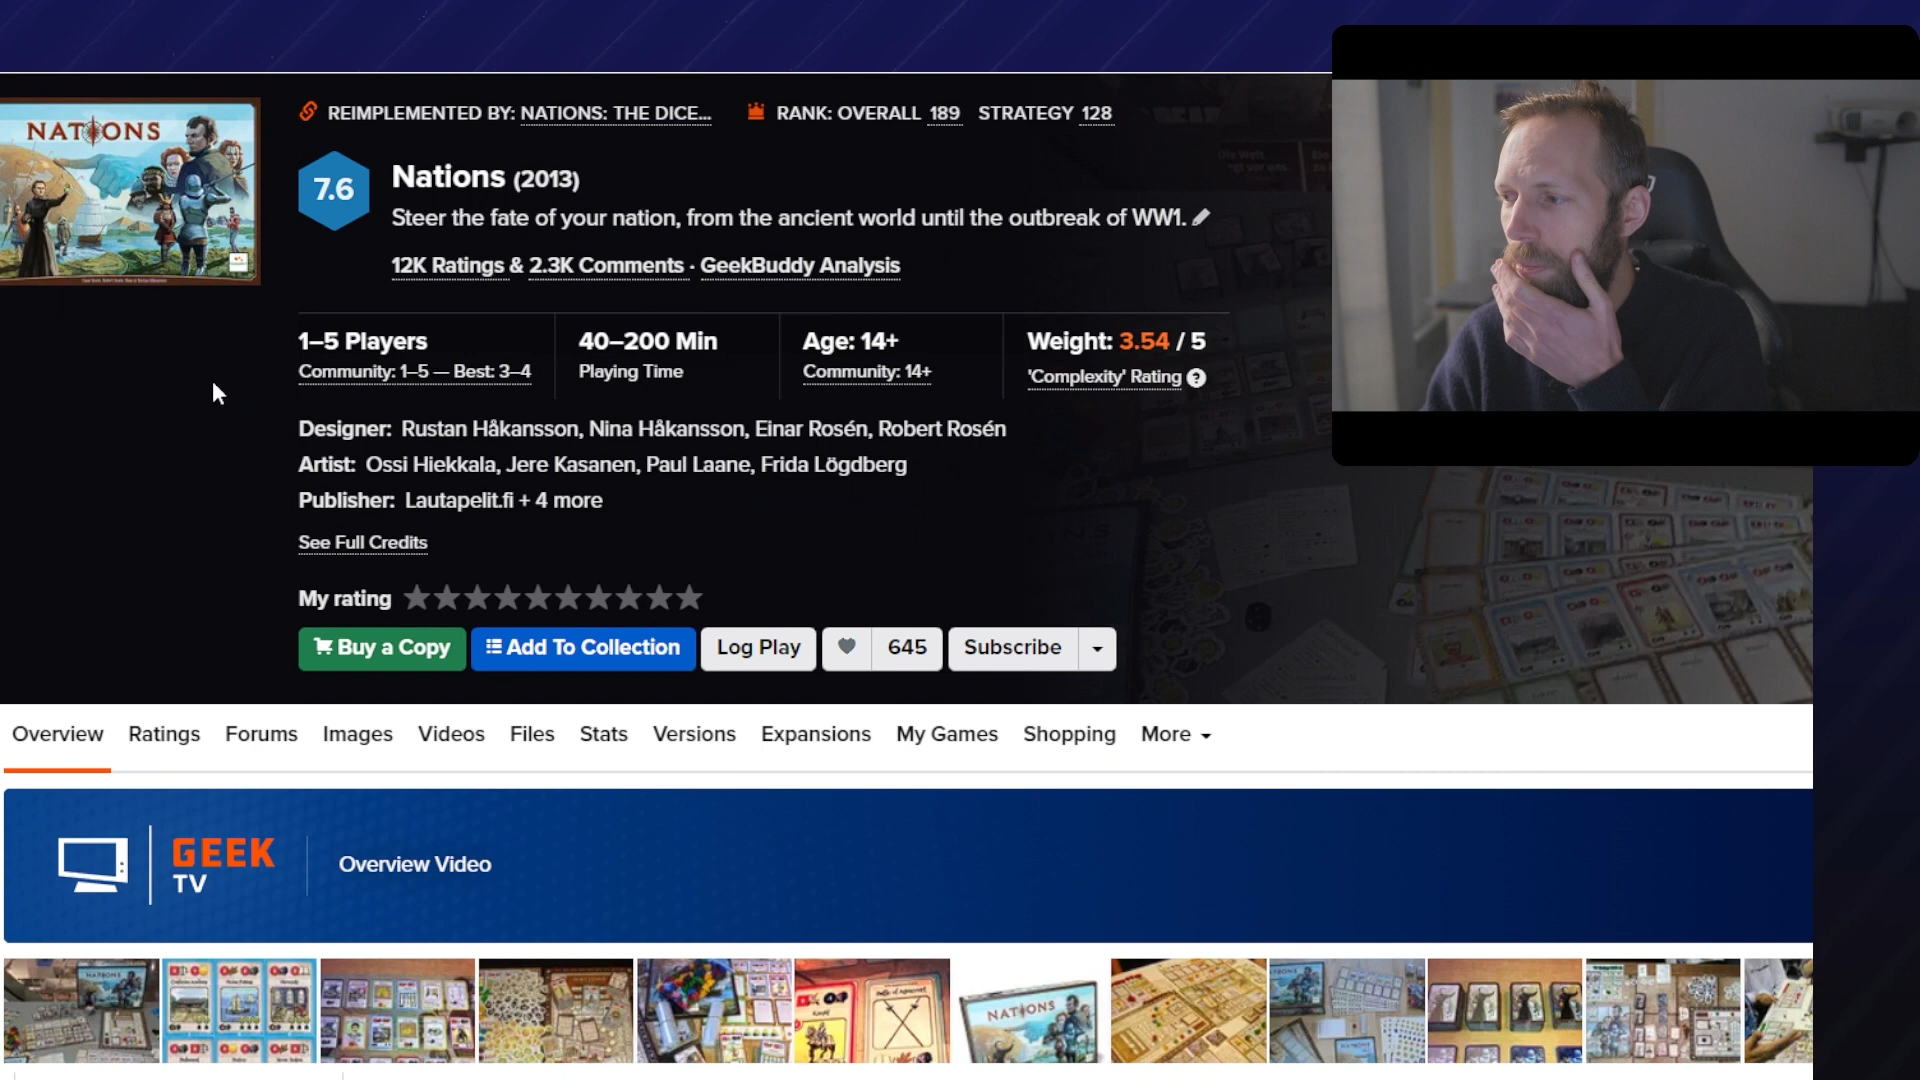 REIMPLEMENTED BY: NATIONS: THE DICE... RANK: OVERALL 189 STRATEGY 128
NATIONS
7.6
Nations (2013)
Steer the fate of your nation, from the ancient world until the outbreak of WW1.
12K Ratings & 2.3K Comments · GeekBuddy Analysis
1–5 Players 40–200 Min Age: 14+ Weight: 3.54 / 5
Community: 1–5 — Best: 3–4 Playing Time Community: 14+ 'Complexity' Rating ?
Designer: Rustan Håkansson, Nina Håkansson, Einar Rosén, Robert Rosén
Artist: Ossi Hiekkala, Jere Kasanen, Paul Laane, Frida Lögdberg
Publisher: Lautapelit.fi + 4 more
See Full Credits
My rating
Buy a Copy Add To Collection Log Play 645 Subscribe
Overview Ratings Forums Images Videos Files Stats Versions Expansions My Games Shopping More
GEEK
TV
Overview Video
NATIONS
NATIONS